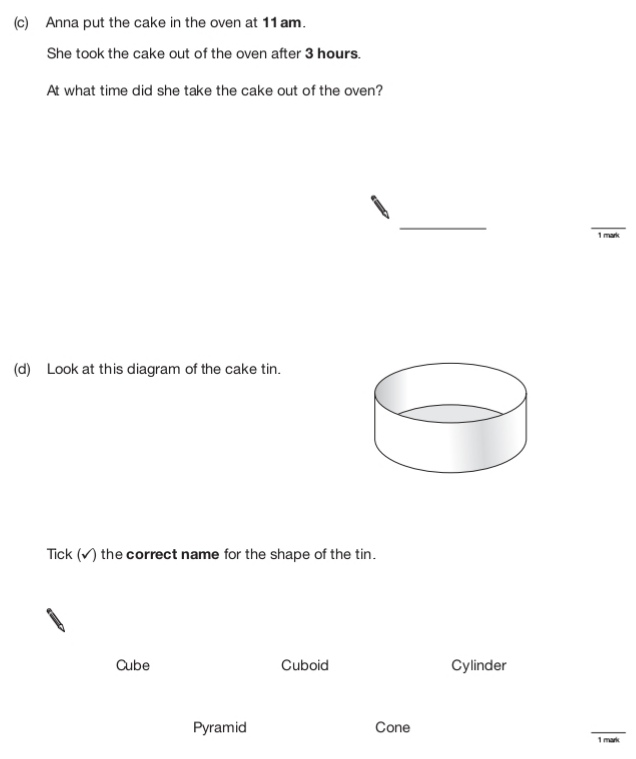 (c) Anna put the cake in the oven at 11 am.
She took the cake out of the oven after 3 hours.
At what time did she take the cake out of the oven?
1 mark
(d) Look at this diagram of the cake tin.
Tick (✓) the correct name for the shape of the tin.
Cube Cuboid Cylinder
Pyramid Cone
1 mark